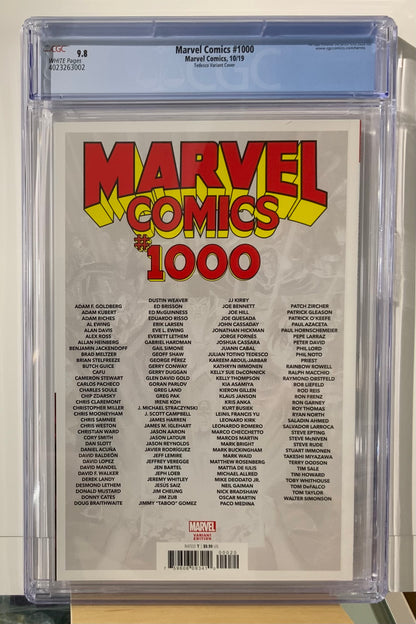 CGC
9.8
WHITE Pages
4023263002
Marvel Comics #1000
Marvel Comics, 10/19
Tedesco Variant Cover
MARVEL
COMICS
#1000
ADAM F. GOLDBERG
ADAM KUBERT
ADAM RICHES
AL EWING
ALAN DAVIS
ALEX ROSS
ALLAN HEINBERG
BENJAMIN JACKENDOFF
BRAD MELTZER
BRIAN STELFREEZE
BUTCH GUICE
CAFU
CAMERON STEWART
CARLOS PACHECO
CHARLES SOULE
CHIP ZDARSKY
CHRIS CLAREMONT
CHRISTOPHER MILLER
CHRIS MOONEYHAM
CHRIS SAMNEE
CHRIS WESTON
CHRISTIAN WARD
CORY SMITH
DAN SLOTT
DANIEL ACUÑA
DAVID BALDEÓN
DAVID LOPEZ
DAVID MANDEL
DAVID F. WALKER
DEREK LANDY
DESMOND LETHEM
DONALD MUSTARD
DONNY CATES
DOUG BRAITHWAITE
DUSTIN WEAVER
ED BRISSON
ED McGUINNESS
EDUARDO RISSO
ERIK LARSEN
EVE L. EWING
EVERETT LETHEM
GABRIEL HARDMAN
GAIL SIMONE
GEOFF SHAW
GEORGE PÉREZ
GERRY CONWAY
GERRY DUGGAN
GLEN DAVID GOLD
GORAN PARLOV
GREG LAND
GREG PAK
IRENE KOH
J. MICHAEL STRACZYNSKI
J. SCOTT CAMPBELL
JAMES HARREN
JAMES M. IGLEHART
JASON AARON
JASON LATOUR
JASON REYNOLDS
JAVIER RODRÍGUEZ
JEFF LEMIRE
JEFFREY VEREGGE
JEN BARTEL
JEPH LOEB
JEREMY WHITLEY
JESÚS SAIZ
JIM CHEUNG
JIM ZUB
JIMMY "TABOO" GOMEZ
JJ KIRBY
JOE BENNETT
JOE HILL
JOE QUESADA
JOHN CASSADAY
JONATHAN HICKMAN
JORGE FORNÉS
JOSHUA CASSARA
JUANN CABAL
JULIAN TOTINO TEDESCO
KAREEM ABDUL-JABBAR
KATHRYN IMMONEN
KELLY SUE DeCONNICK
KELLY THOMPSON
KIA ASAMIYA
KIERON GILLEN
KLAUS JANSON
KRIS ANKA
KURT BUSIEK
LEINIL FRANCIS YU
LEONARD KIRK
LEONARDO ROMERO
MARCO CHECCHETTO
MARCOS MARTIN
MARK BRIGHT
MARK BUCKINGHAM
MARK WAID
MATTHEW ROSENBERG
MATTIA DE IULIS
MICHAEL ALLRED
MIKE DEODATO JR.
NEIL GAIMAN
NICK BRADSHAW
OSCAR MARTIN
PACO MEDINA
PATCH ZIRCHER
PATRICK GLEASON
PATRICK O'KEEFE
PAUL AZACETA
PAUL HORNSCHEMEIER
PEPE LARRAZ
PETER DAVID
PHIL LORD
PHIL NOTO
PRIEST
RAINBOW ROWELL
RALPH MACCHIO
RAYMOND OBSTFELD
ROB LIEFELD
ROD REIS
RON FRENZ
RON GARNEY
ROY THOMAS
RYAN NORTH
SALADIN AHMED
SALVADOR LARROCA
STEVE EPTING
STEVE McNIVEN
STEVE RUDE
STUART IMMONEN
TAKESHI MIYAZAWA
TERRY DODSON
TIM SALE
TINI HOWARD
TOBY WHITHOUSE
TOM DeFALCO
TOM TAYLOR
WALTER SIMONSON
MARVEL
VARIANT
EDITION
RATED T $9.99 US
00020